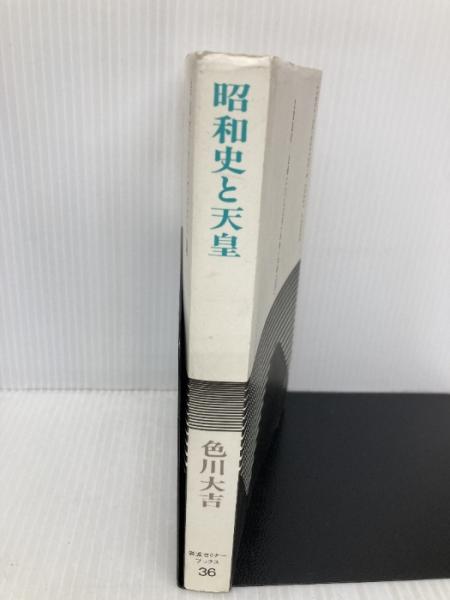 昭和史と天皇
色川大吉
岩波セミナー
ブックス
36